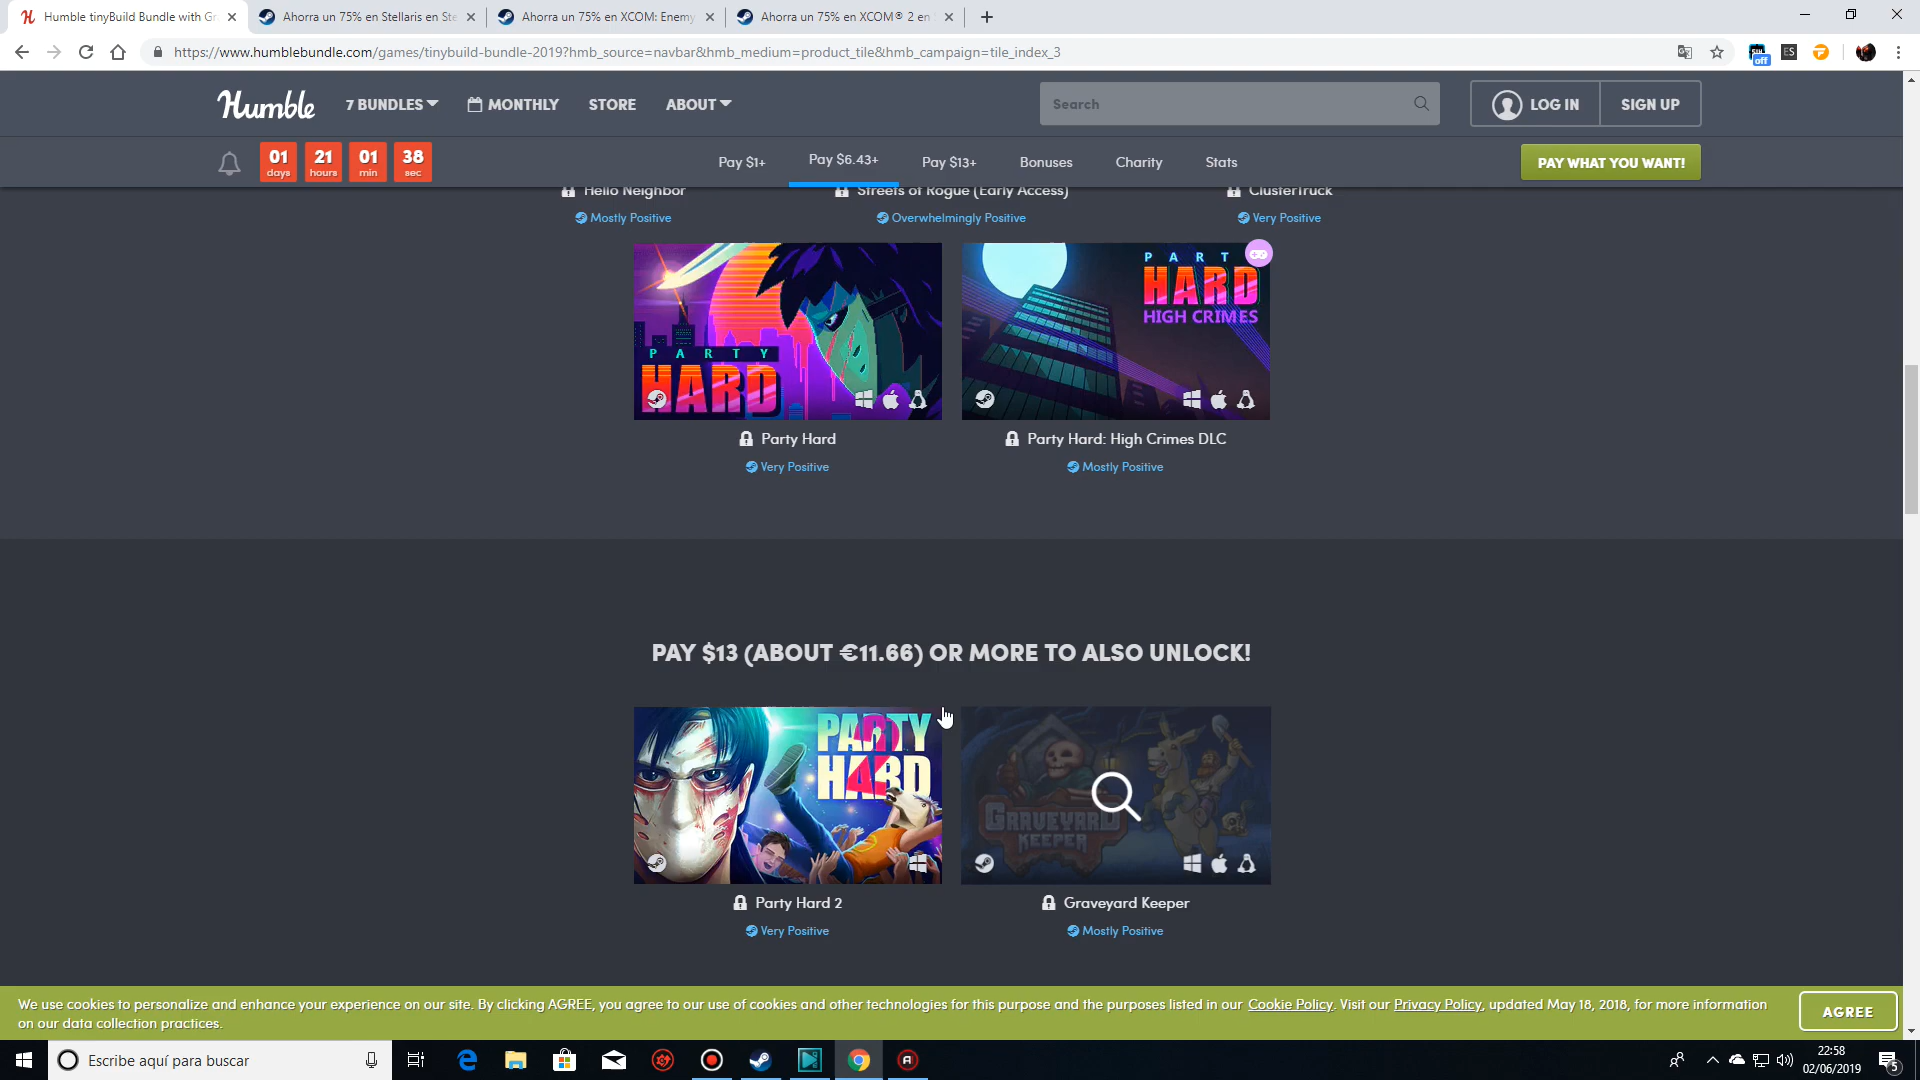 Humble tinyBuild Bundle with Gr
Ahorra un 75% en Stellaris en Ste
Ahorra un 75% en XCOM: Enemy
Ahorra un 75% en XCOM® 2 en
https://www.humblebundle.com/games/tinybuild-bundle-2019?hmb_source=navbar&hmb_medium=product_tile&hmb_campaign=tile_index_3
off
ES
Humble
7 BUNDLES
MONTHLY
STORE
ABOUT
Search
LOG IN
SIGN UP
01 days
21 hours
01 min
38 sec
Pay $1+
Pay $6.43+
Pay $13+
Bonuses
Charity
Stats
PAY WHAT YOU WANT!
Hello Neighbor
Streets of Rogue (Early Access)
ClusterTruck
Mostly Positive
Overwhelmingly Positive
Very Positive
PARTY
HARD
PART
HARD
HIGH CRIMES
Party Hard
Party Hard: High Crimes DLC
Very Positive
Mostly Positive
PAY $13 (ABOUT €11.66) OR MORE TO ALSO UNLOCK!
PARTY
HARD
2
GRAVEYARD
KEEPER
Party Hard 2
Graveyard Keeper
Very Positive
Mostly Positive
We use cookies to personalize and enhance your experience on our site. By clicking AGREE, you agree to our use of cookies and other technologies for this purpose and the purposes listed in our Cookie Policy. Visit our Privacy Policy, updated May 18, 2018, for more information
on our data collection practices.
AGREE
Escribe aquí para buscar
22:58
02/06/2019
5